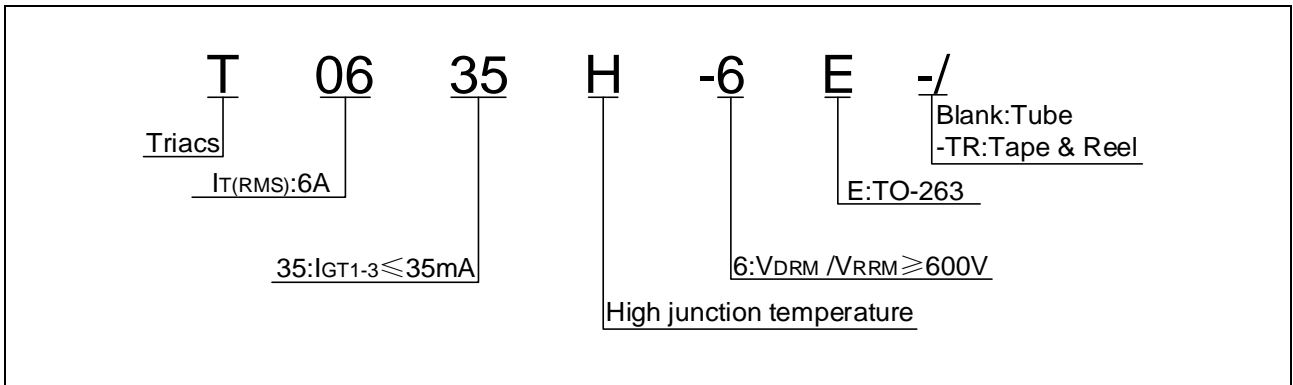 T 06 35 H -6 E -/
Blank:Tube
Triacs
-TR:Tape & Reel
IT(RMS):6A
E:TO-263
35:IGT1-3≤35mA
6:VDRM /VRRM≥600V
High junction temperature